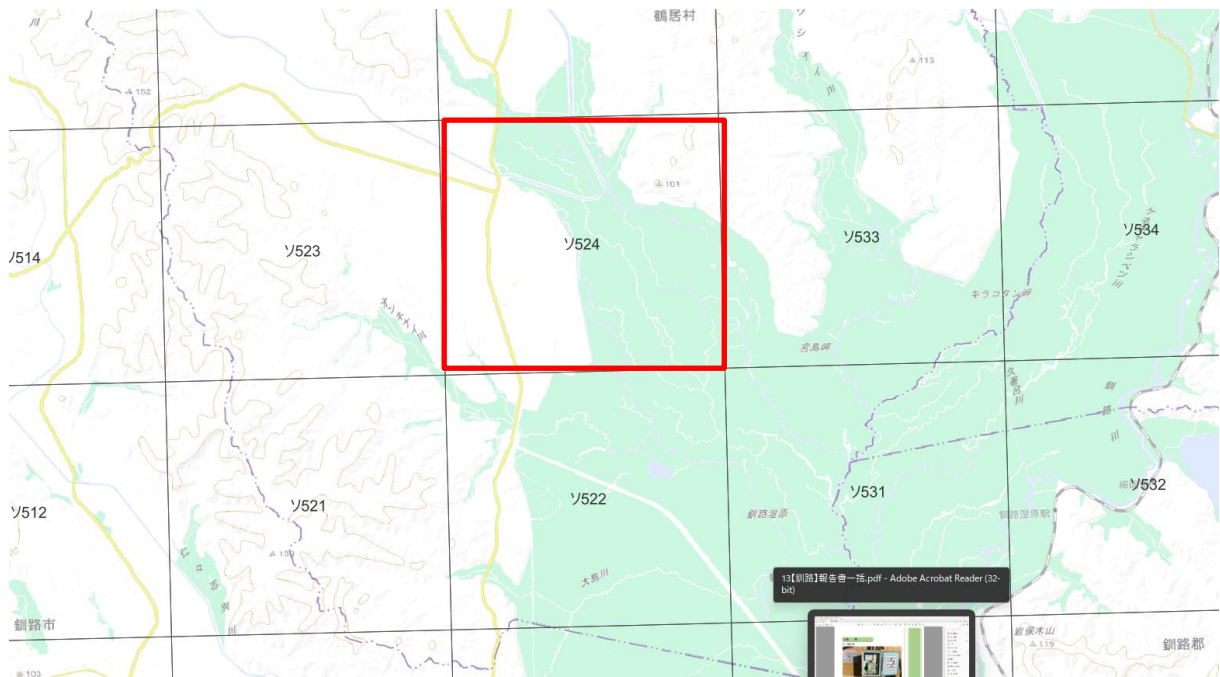 鶴居村
川
152
113
101
ソ514
ソ523
ソ524
ソ533
ソ534
キラコタン岬
宮島岬
久著呂川
釧路川
ソ512
ソ521
ソ522
ソ531
ソ532
釧路湿原
釧路湿原駅
大島川
13【釧路】報告書一括.pdf - Adobe Acrobat Reader (32-
bit)
釧路市
岩保木山
119
釧路郡
103